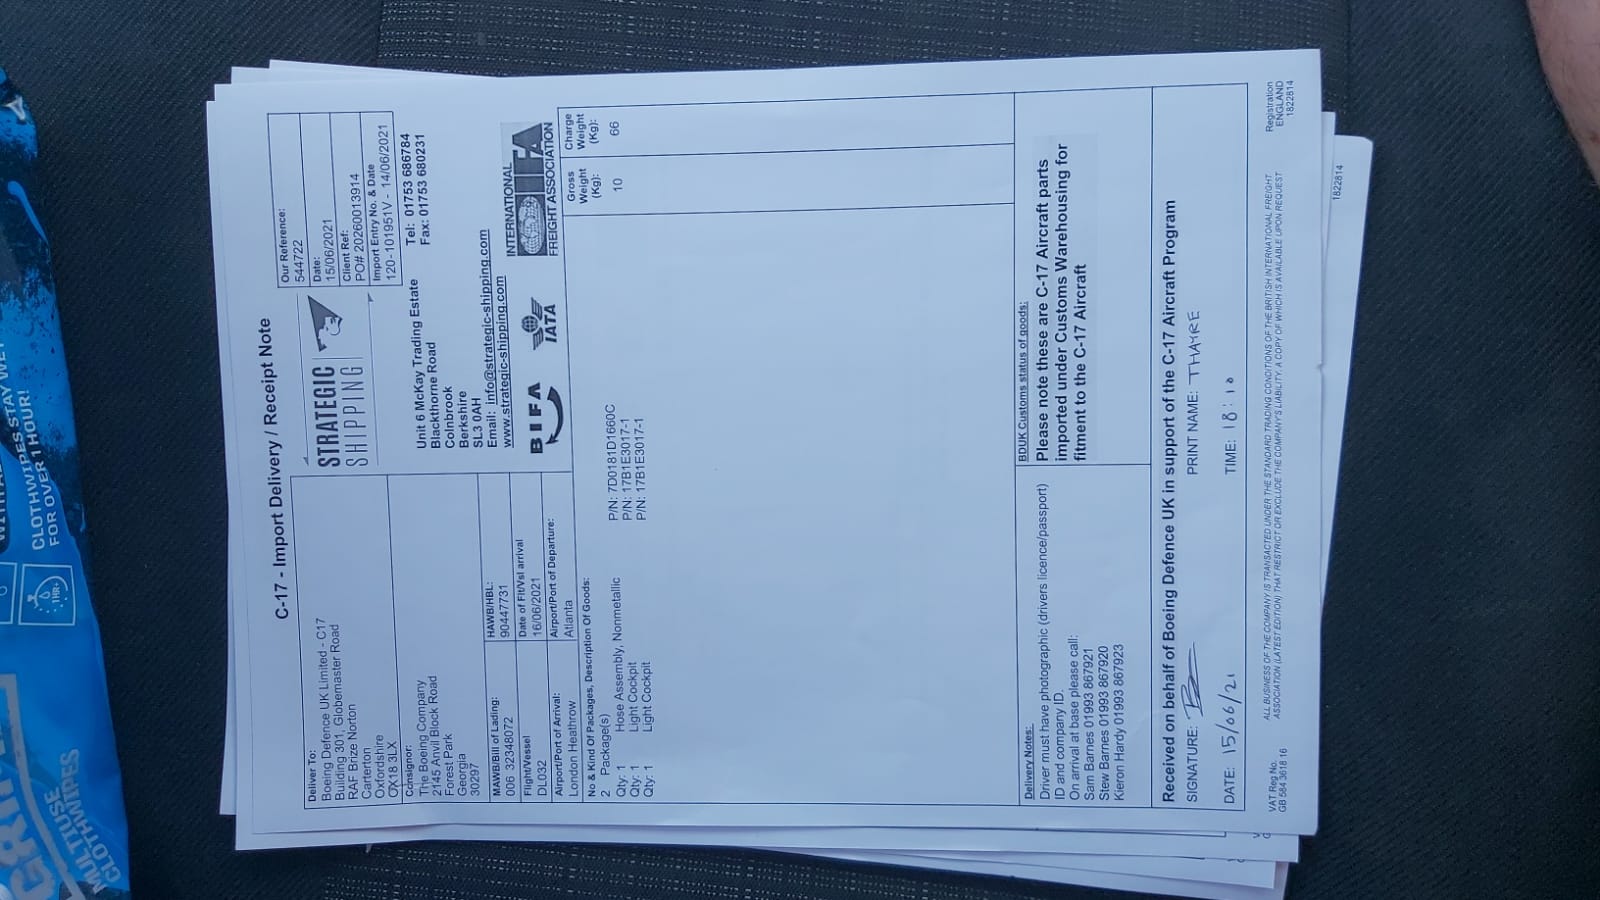 C-17 - Import Delivery / Receipt Note
Deliver To:
Boeing Defence UK Limited - C17
Building 301, Globemaster Road
RAF Brize Norton
Carterton
Oxfordshire
OX18 3LX
STRATEGIC
SHIPPING
Our Reference:
544722
Date:
15/06/2021
Client Ref:
PO# 20260013914
Import Entry No. & Date
120-101951V - 14/06/2021
Consignor:
The Boeing Company
2145 Anvil Block Road
Forest Park
Georgia
30297
Unit 6 McKay Trading Estate
Blackthorne Road
Colnbrook
Berkshire
SL3 0AH
Email: info@strategic-shipping.com
www.strategic-shipping.com
Tel: 01753 686784
Fax: 01753 680231
MAWB/Bill of Lading:
006 32348072
HAWB/HBL:
90447731
Flight/Vessel
DL032
Date of Flt/Vsl arrival
16/06/2021
Airport/Port of Arrival:
London Heathrow
Airport/Port of Departure:
Atlanta
BIFA
IATA
INTERNATIONAL
IFA
FREIGHT ASSOCIATION
No & Kind Of Packages, Description Of Goods:
Gross Weight (Kg):
Charge Weight (Kg):
2 Package(s) 10 66
Qty: 1 Hose Assembly, Nonmetallic P/N: 7D0181D1660C
Qty: 1 Light Cockpit P/N: 17B1E3017-1
Qty: 1 Light Cockpit P/N: 17B1E3017-1
Delivery Notes:
Driver must have photographic (drivers licence/passport)
ID and company ID.
On arrival at base please call:
Sam Barnes 01993 867921
Stew Barnes 01993 867920
Kieron Hardy 01993 867923
BDUK Customs status of goods:
Please note these are C-17 Aircraft parts
imported under Customs Warehousing for
fitment to the C-17 Aircraft
Received on behalf of Boeing Defence UK in support of the C-17 Aircraft Program
SIGNATURE: PRINT NAME: THAYRE
DATE: 15/06/21 TIME: 18:10
VAT Reg No.
GB 584 3618 16
ALL BUSINESS OF THE COMPANY IS TRANSACTED UNDER THE STANDARD TRADING CONDITIONS OF THE BRITISH INTERNATIONAL FREIGHT
ASSOCIATION (LATEST EDITION) THAT RESTRICT OR EXCLUDE THE COMPANY'S LIABILITY. A COPY OF WHICH IS AVAILABLE UPON REQUEST
Registration
ENGLAND
1822814
1822814
CLOTHWIPES STAY WET
FOR OVER 1 HOUR!
1HR+
MULTIUSE
CLOTHWIPES